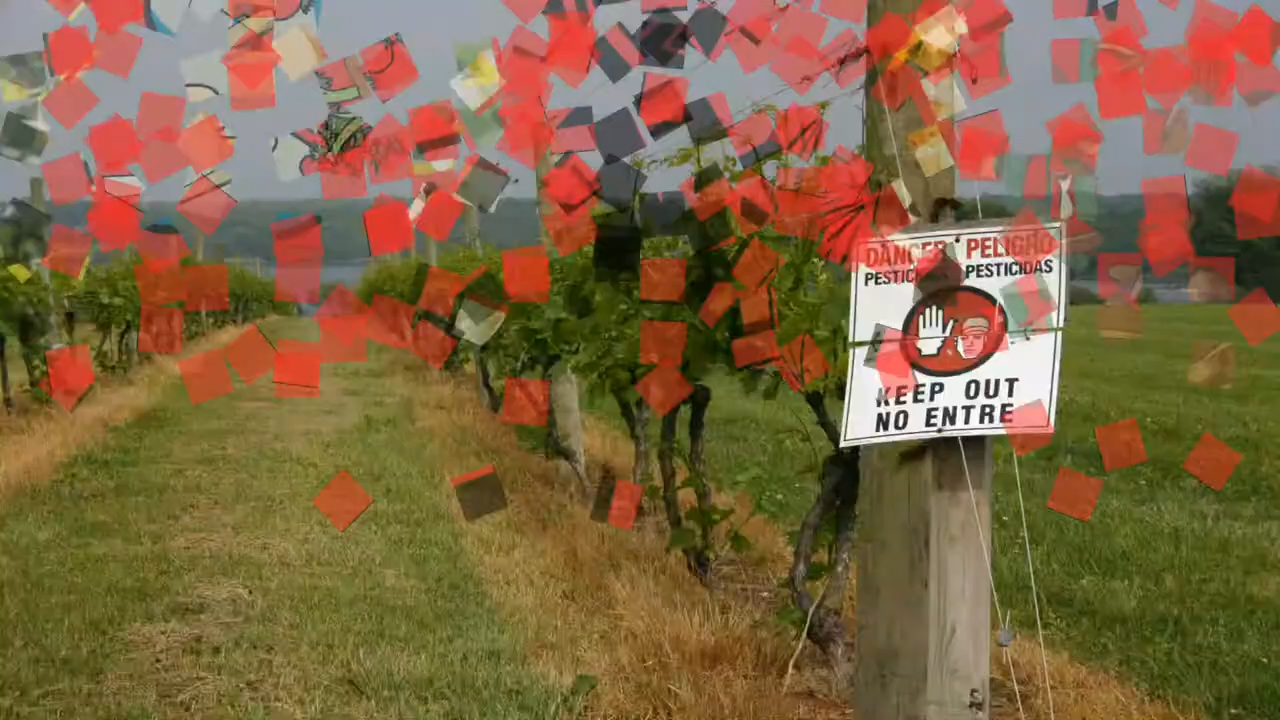 DANGER PELIGRO
PESTICIDES PESTICIDAS
KEEP OUT
NO ENTRE